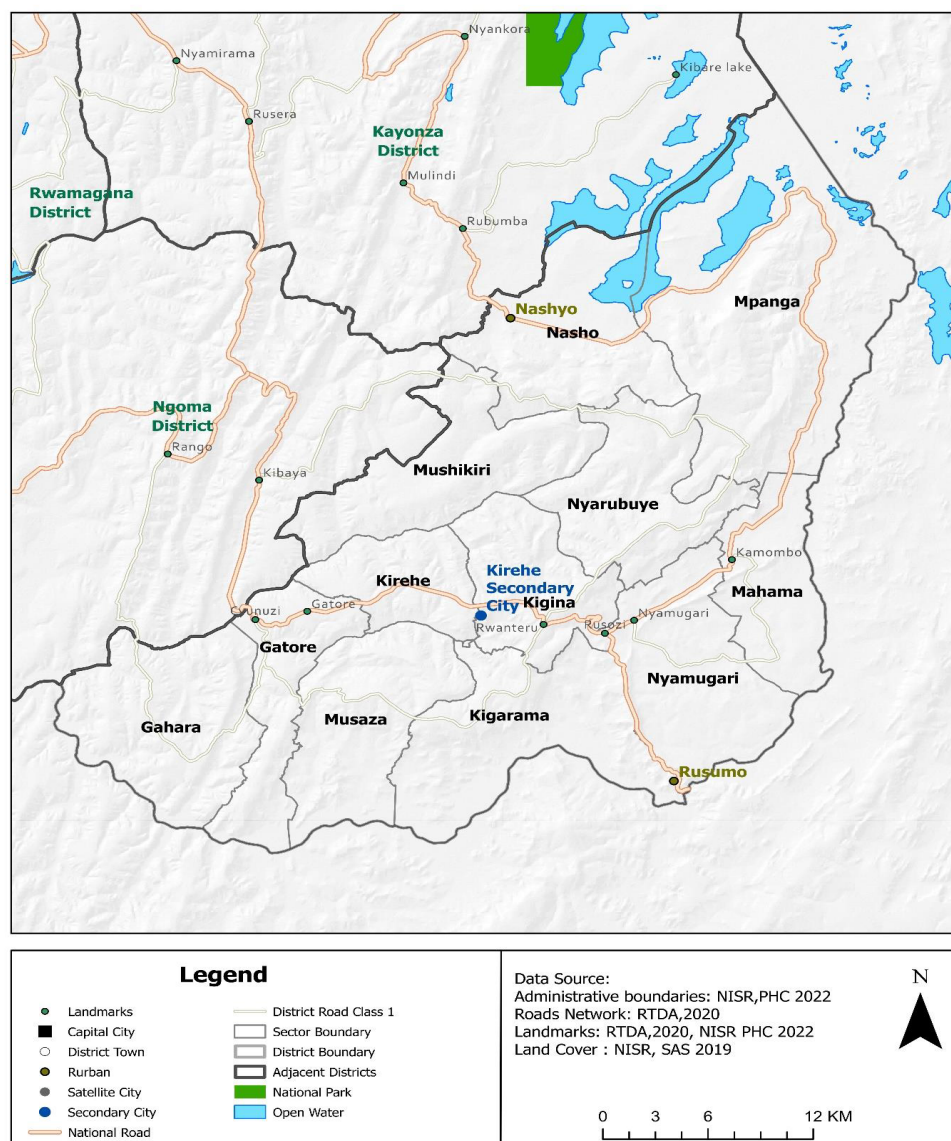 Nyankora
Nyamirama
Kibare lake
Rusera
Kayonza
District
Mulindi
Rwamagana
District
Rubumba
Mpanga
Nashyo
Nasho
Ngoma
District
Rango
Mushikiri
Kibaya
Nyarubuye
Kamombo
Kirehe
Kirehe
Secondary
City
Mahama
Kigina
Gatore
Cyunuzi
Nyamugari
Rwanteru
Rusozi
Gatore
Nyamugari
Gahara
Musaza
Kigarama
Rusumo
Legend
Landmarks
Capital City
District Town
Rurban
Satellite City
Secondary City
National Road
District Road Class 1
Sector Boundary
District Boundary
Adjacent Districts
National Park
Open Water
Data Source:
Administrative boundaries: NISR,PHC 2022
Roads Network: RTDA,2020
Landmarks: RTDA,2020, NISR PHC 2022
Land Cover : NISR, SAS 2019
N
0 3 6 12 KM